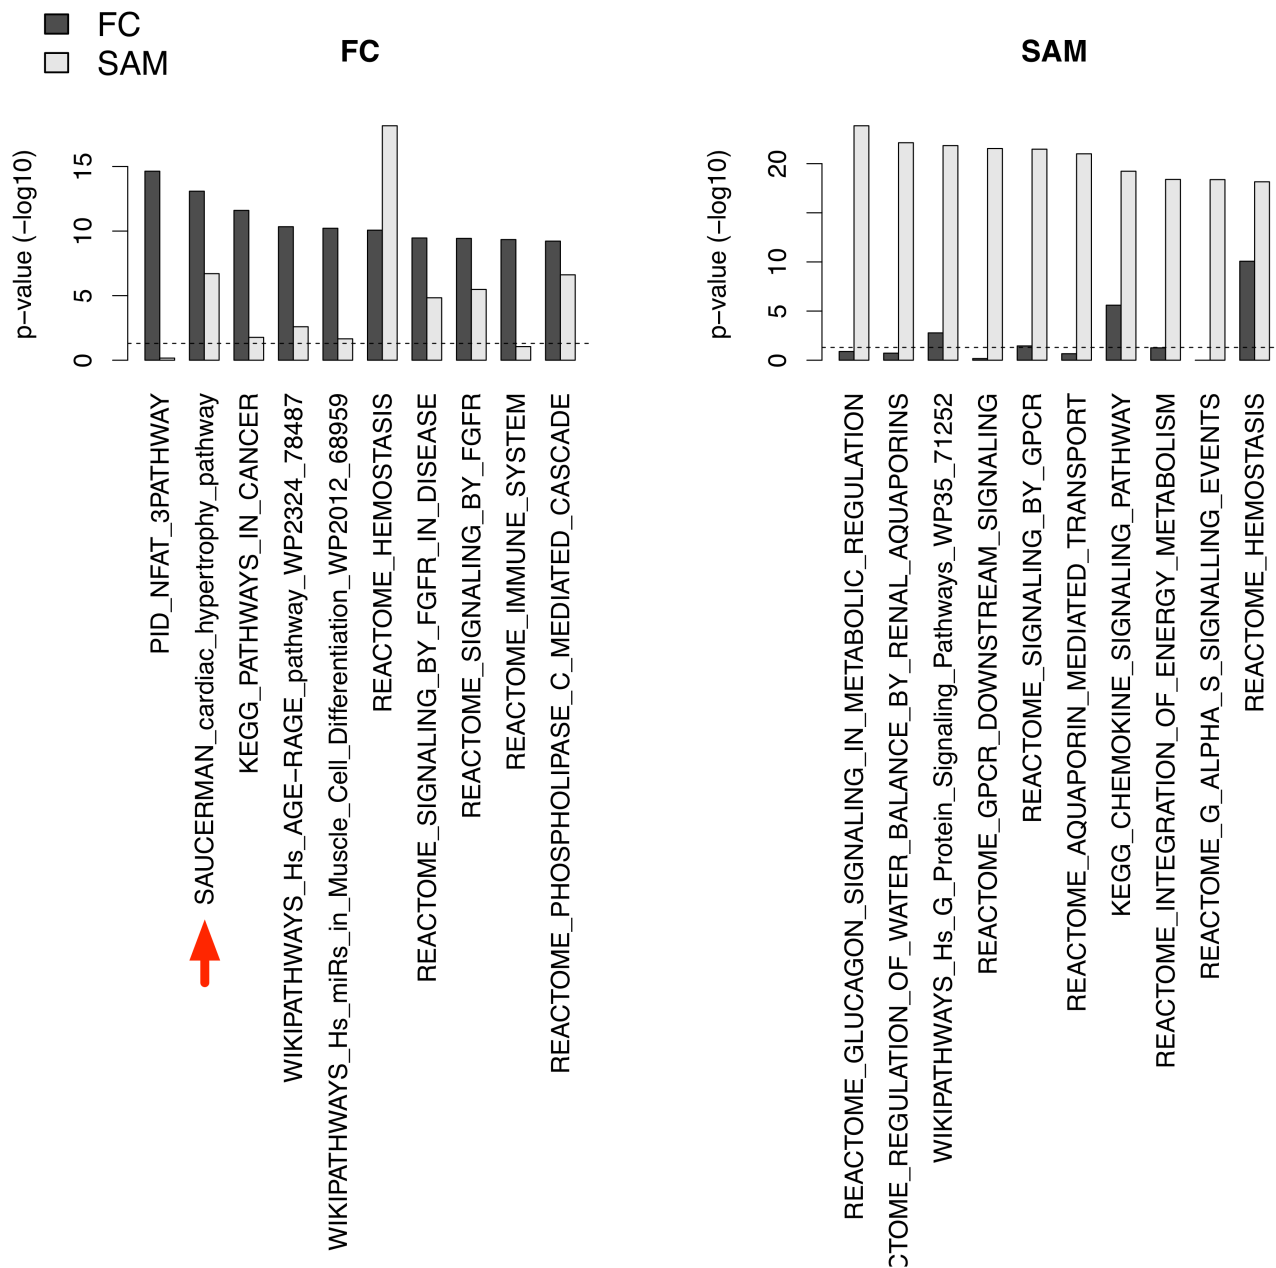 FC
SAM
FC
p−value (−log10)
0
5
10
15
PID_NFAT_3PATHWAY
SAUCERMAN_cardiac_hypertrophy_pathway
KEGG_PATHWAYS_IN_CANCER
WIKIPATHWAYS_Hs_AGE−RAGE_pathway_WP2324_78487
WIKIPATHWAYS_Hs_miRs_in_Muscle_Cell_Differentiation_WP2012_68959
REACTOME_HEMOSTASIS
REACTOME_SIGNALING_BY_FGFR_IN_DISEASE
REACTOME_SIGNALING_BY_FGFR
REACTOME_IMMUNE_SYSTEM
REACTOME_PHOSPHOLIPASE_C_MEDIATED_CASCADE
SAM
p−value (−log10)
0
5
10
20
REACTOME_GLUCAGON_SIGNALING_IN_METABOLIC_REGULATION
CTOME_REGULATION_OF_WATER_BALANCE_BY_RENAL_AQUAPORINS
WIKIPATHWAYS_Hs_G_Protein_Signaling_Pathways_WP35_71252
REACTOME_GPCR_DOWNSTREAM_SIGNALING
REACTOME_SIGNALING_BY_GPCR
REACTOME_AQUAPORIN_MEDIATED_TRANSPORT
KEGG_CHEMOKINE_SIGNALING_PATHWAY
REACTOME_INTEGRATION_OF_ENERGY_METABOLISM
REACTOME_G_ALPHA_S_SIGNALLING_EVENTS
REACTOME_HEMOSTASIS